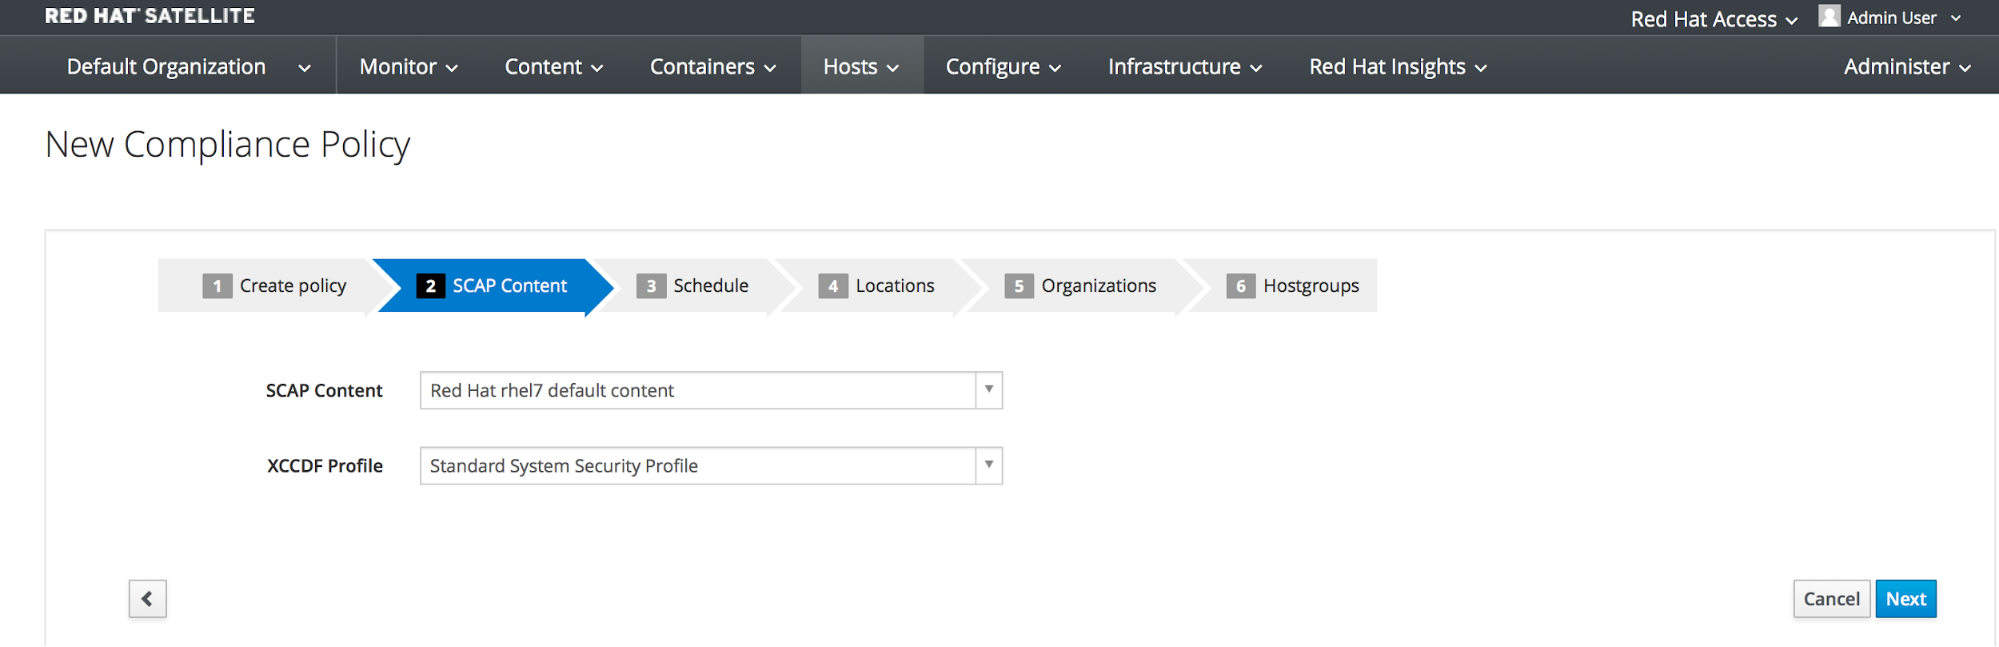 RED HAT SATELLITE
Red Hat Access Admin User
Default Organization Monitor Content Containers Hosts Configure Infrastructure Red Hat Insights Administer
New Compliance Policy
1 Create policy 2 SCAP Content 3 Schedule 4 Locations 5 Organizations 6 Hostgroups
SCAP Content Red Hat rhel7 default content
XCCDF Profile Standard System Security Profile
Cancel Next